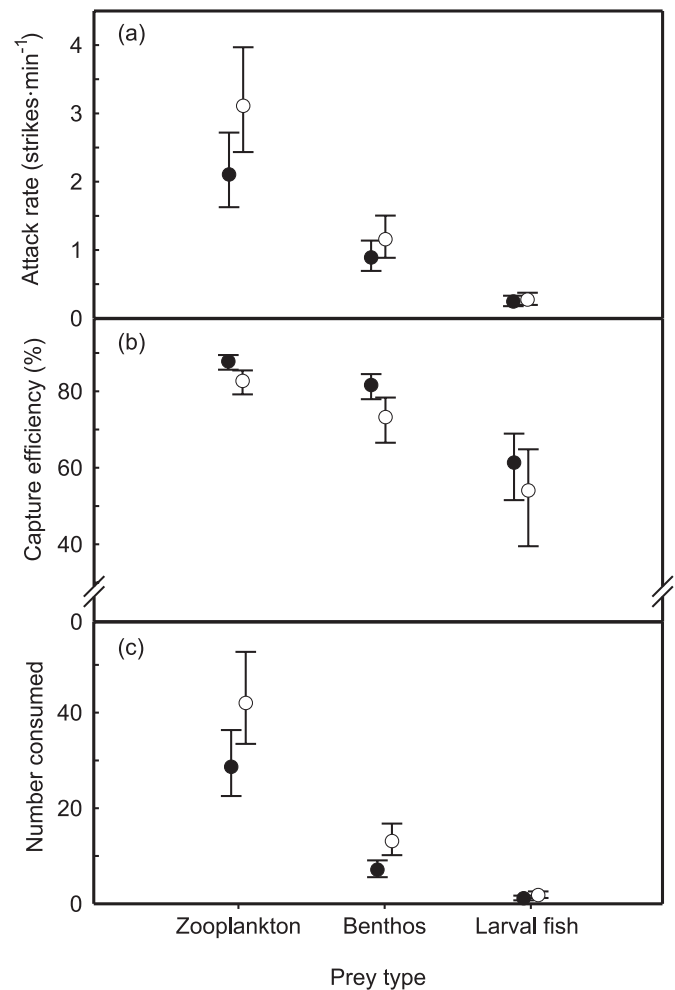 (a)
Attack rate (strikes·min⁻¹)
4
3
2
1
0
(b)
Capture efficiency (%)
80
60
40
0
(c)
Number consumed
40
20
0
Zooplankton Benthos Larval fish
Prey type